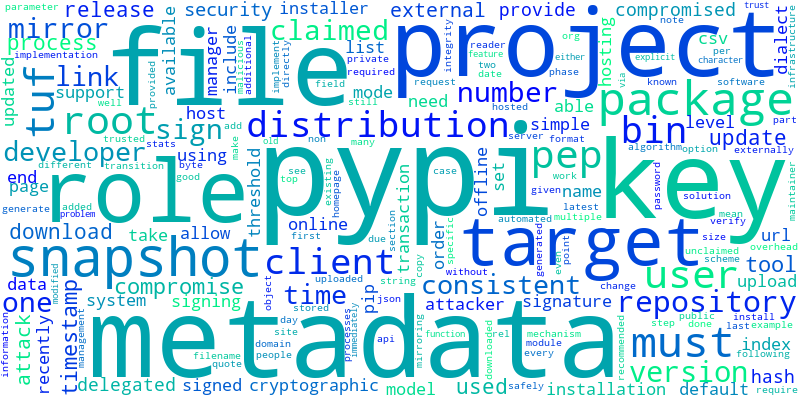 release
security
installer
external
provide
compromised
parameter
note
trust
mirror
file
project
claimed
include
available
list
csv
dialect
hosting
process
implementation
manager
malicious
additional
required
private
directly
implement
reader
feature
integrity
two
date
request
either
phase
org
explicit
per
character
known
software
via
infrastructure
updated
link
support
provided
field
mode
need
number
able
package
tuf
well
host
still
hosted
server
format
externally
part
root
sign
distribution
simple
bin
level
update
trusted
add
old
non
many
algorithm
option
developer
using
stats
byte
transition
different
make
good
see
top
case
pypi
pep
key
end
page
existing
homepage
threshold
transaction
offline
work
set
name
given
latest
password
solution
maintainer
role
target
generate
added
problem
take
online
allow
order
specific
automated
multiple
mean
verify
unclaimed
url
download
first
due
section
point
even
generated
size
scheme
overhead
snapshot
client
consistent
user
tool
data
one
compromise
time
string
copy
without
change
upload
system
modified
management
signing
object
uploaded
stored
pip
json
attacker
signature
repository
information
recently
timestamp
attack
metadata
day
site
domain
people
processes
immediately
api
mirroring
function
downloaded
every
rel
mechanism
module
recommended
must
step
public
done
last
install
example
version
index
following
filename
quote
safely
hash
delegated
signed
cryptographic
model
used
installation
default
require